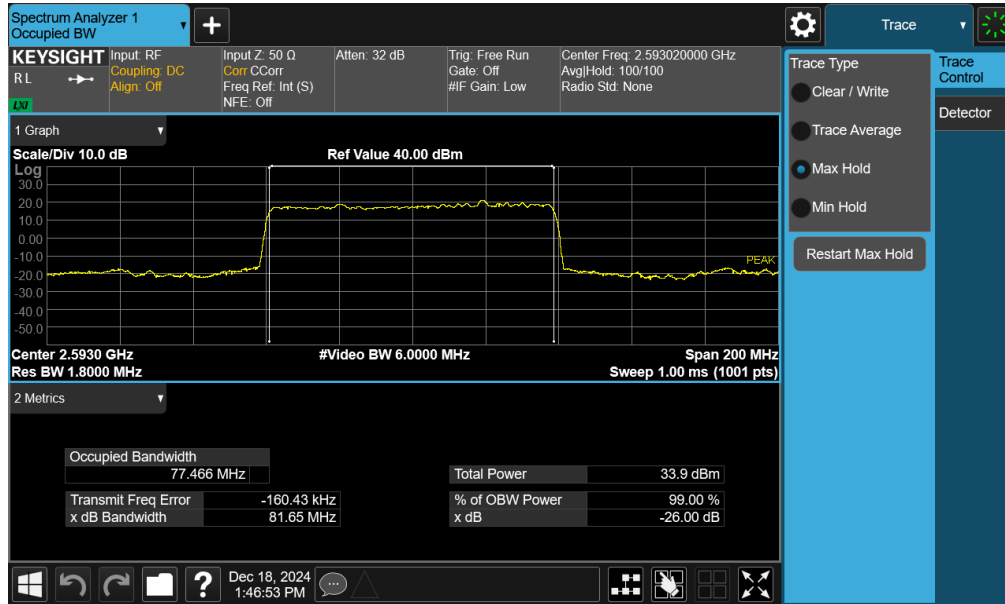 Spectrum Analyzer 1
Occupied BW
+
Trace
KEYSIGHT
R L
LXI
Input: RF
Coupling: DC
Align: Off
Input Z: 50 Ω
Corr CCorr
Freq Ref: Int (S)
NFE: Off
Atten: 32 dB
Trig: Free Run
Gate: Off
#IF Gain: Low
Center Freq: 2.593020000 GHz
Avg|Hold: 100/100
Radio Std: None
Trace Type
Clear / Write
Trace Average
Max Hold
Min Hold
Restart Max Hold
Trace
Control
Detector
1 Graph
Scale/Div 10.0 dB
Ref Value 40.00 dBm
Log
30.0
20.0
10.0
0.00
-10.0
-20.0
-30.0
-40.0
-50.0
PEAK
Center 2.5930 GHz
#Video BW 6.0000 MHz
Span 200 MHz
Res BW 1.8000 MHz
Sweep 1.00 ms (1001 pts)
2 Metrics
Occupied Bandwidth
77.466 MHz
Total Power 33.9 dBm
Transmit Freq Error -160.43 kHz
% of OBW Power 99.00 %
x dB Bandwidth 81.65 MHz
x dB -26.00 dB
?
Dec 18, 2024
1:46:53 PM